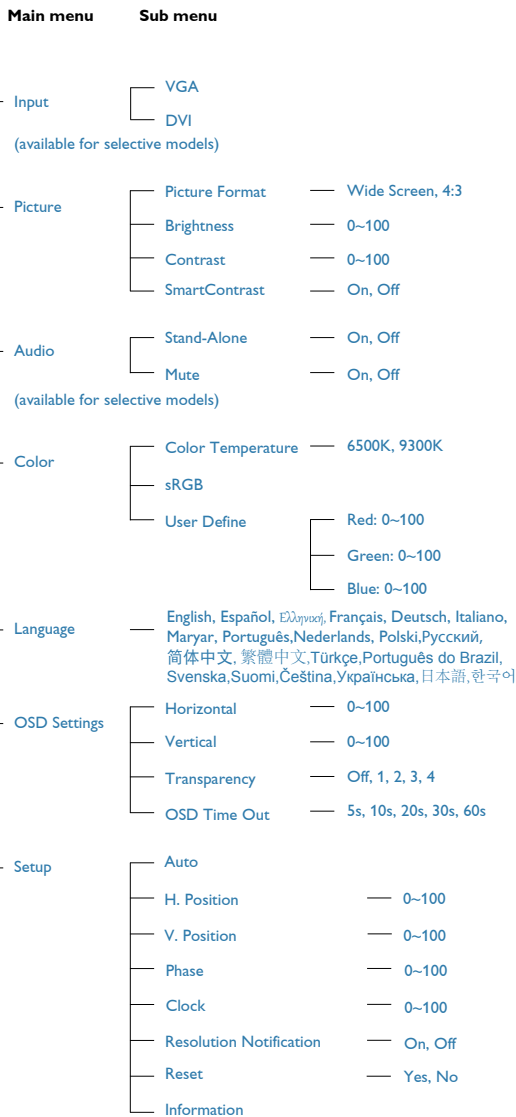 Main menu Sub menu
VGA
Input
DVI
(available for selective models)
Picture Format Wide Screen, 4:3
Picture
Brightness 0~100
Contrast 0~100
SmartContrast On, Off
Stand-Alone On, Off
Audio
Mute On, Off
(available for selective models)
Color Temperature 6500K, 9300K
Color
sRGB
User Define Red: 0~100
Green: 0~100
Blue: 0~100
English, Español, Ελληνική, Français, Deutsch, Italiano,
Language
Maryar, Português,Nederlands, Polski,Русский,
简体中文, 繁體中文,Türkçe,Português do Brazil,
Svenska,Suomi,Čeština,Українська,日本語,한국어
Horizontal 0~100
OSD Settings
Vertical 0~100
Transparency Off, 1, 2, 3, 4
OSD Time Out 5s, 10s, 20s, 30s, 60s
Setup Auto
H. Position 0~100
V. Position 0~100
Phase 0~100
Clock 0~100
Resolution Notification On, Off
Reset Yes, No
Information